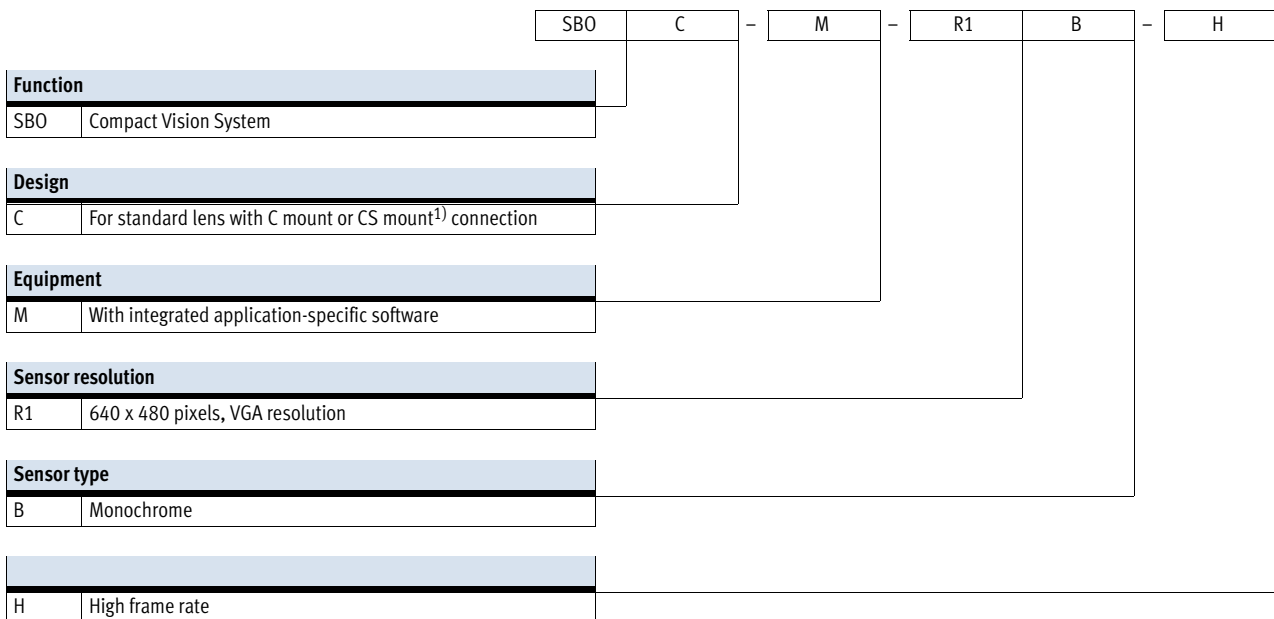 SBO C – M – R1 B – H
Function
SBO Compact Vision System
Design
C For standard lens with C mount or CS mount1) connection
Equipment
M With integrated application-specific software
Sensor resolution
R1 640 x 480 pixels, VGA resolution
Sensor type
B Monochrome
H High frame rate